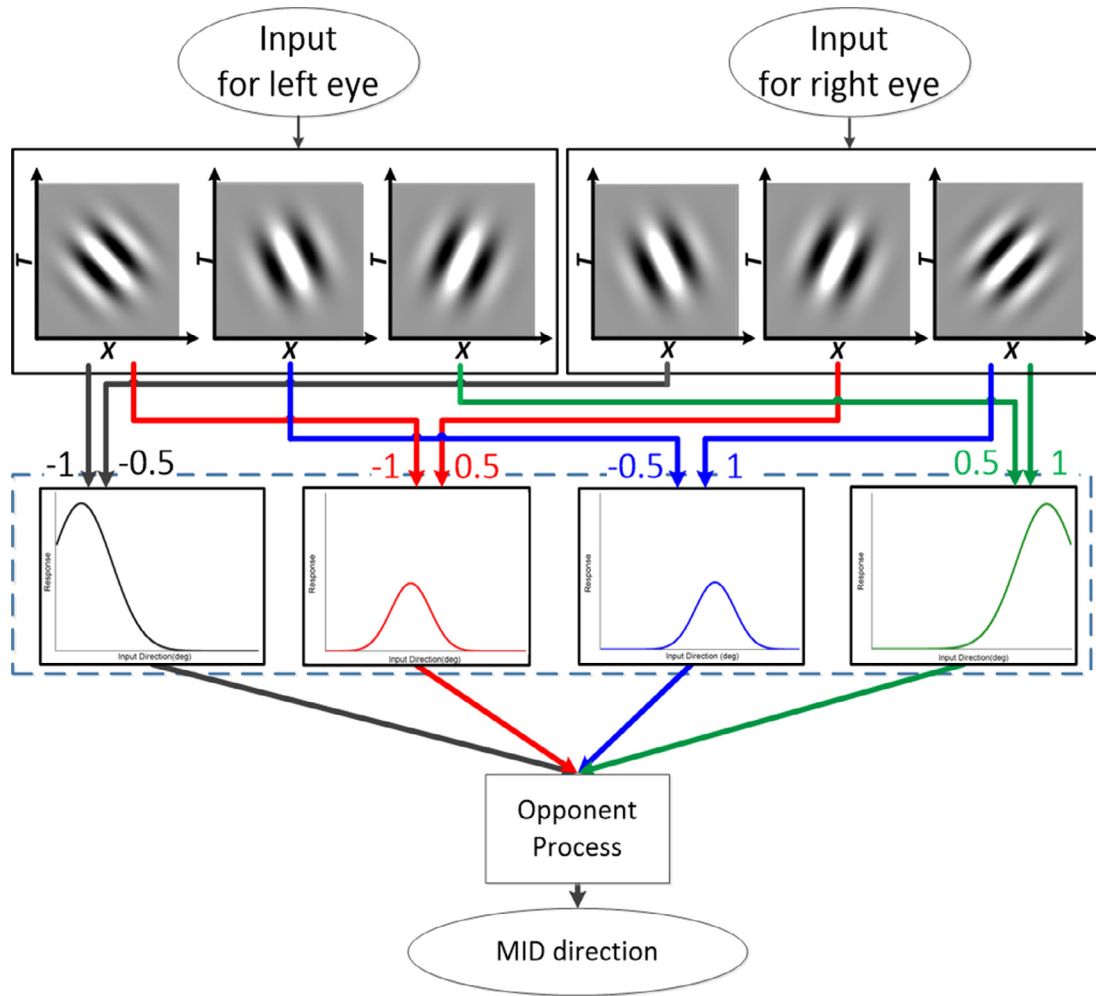 Input
for left eye
Input
for right eye
T
X
T
X
T
X
T
X
T
X
T
X
-1 -0.5
-1 0.5
-0.5 1
0.5 1
Response
Input Direction(deg)
Response
Input Direction(deg)
Response
Input Direction (deg)
Response
Input Direction(deg)
Opponent
Process
MID direction